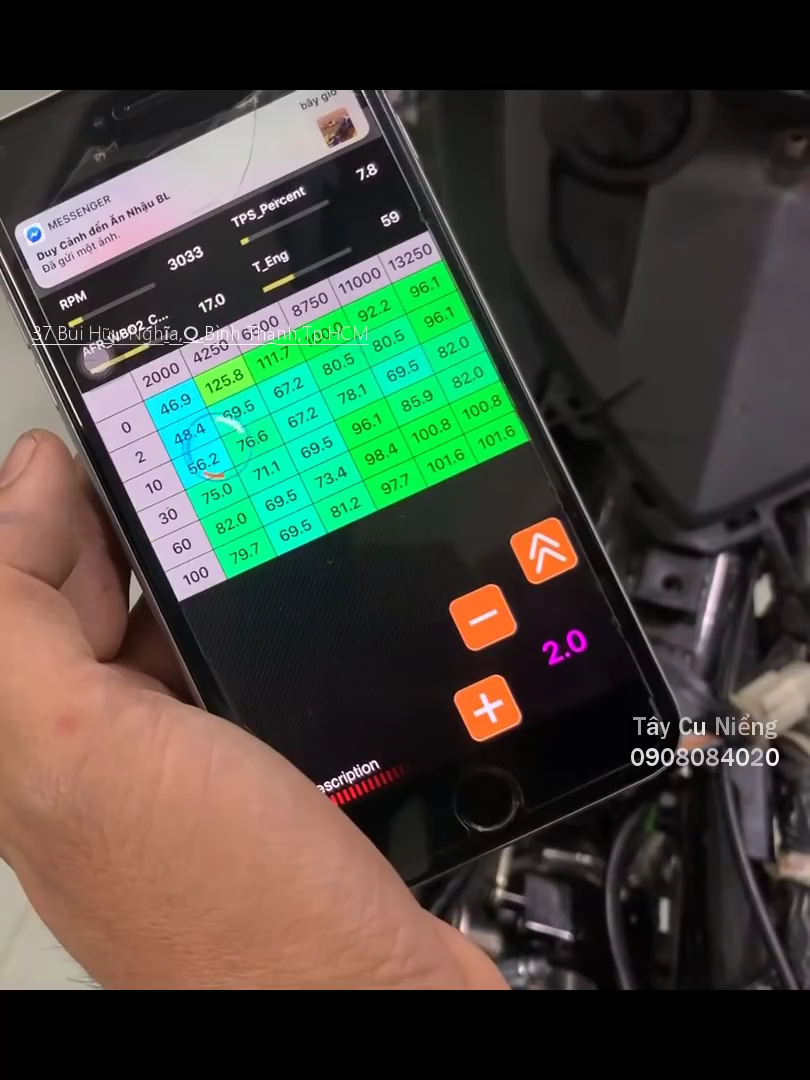 bây giờ
MESSENGER
Duy Cảnh đến Ăn Nhậu BL
Đã gửi một ảnh.
RPM 3033 TPS_Percent 7.8
AFR_WBO2_C... 17.0 T_Eng 59
37 Bùi Hữu Nghĩa,Q.Bình Thạnh,Tp.HCM
2000 4250 6500 8750 11000 13250
0 46.9 125.8 111.7 92.2 96.1
2 48.4 69.5 67.2 80.5 80.5 96.1
10 56.2 76.6 67.2 78.1 69.5 82.0
30 75.0 71.1 69.5 96.1 85.9 82.0
60 82.0 69.5 73.4 98.4 100.8 100.8
100 79.7 69.5 81.2 97.7 101.6 101.6
2.0
Tây Cu Niểng
0908084020
escription